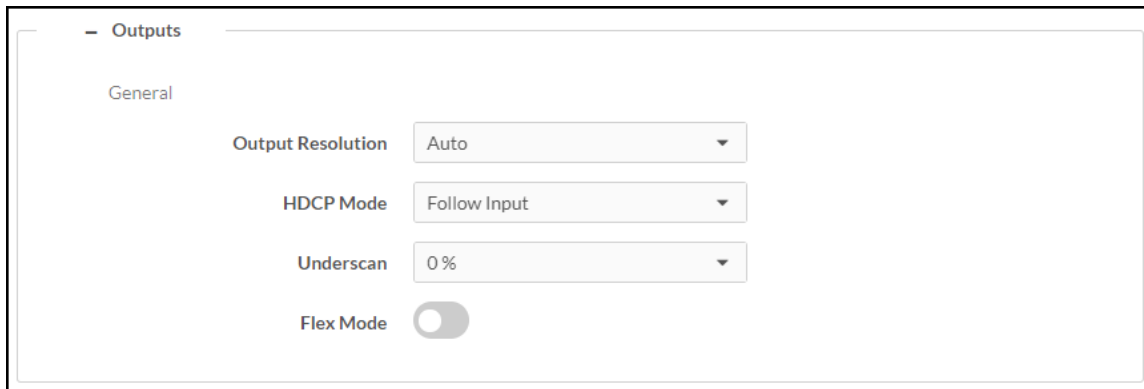 – Outputs
General
Output Resolution Auto
HDCP Mode Follow Input
Underscan 0 %
Flex Mode